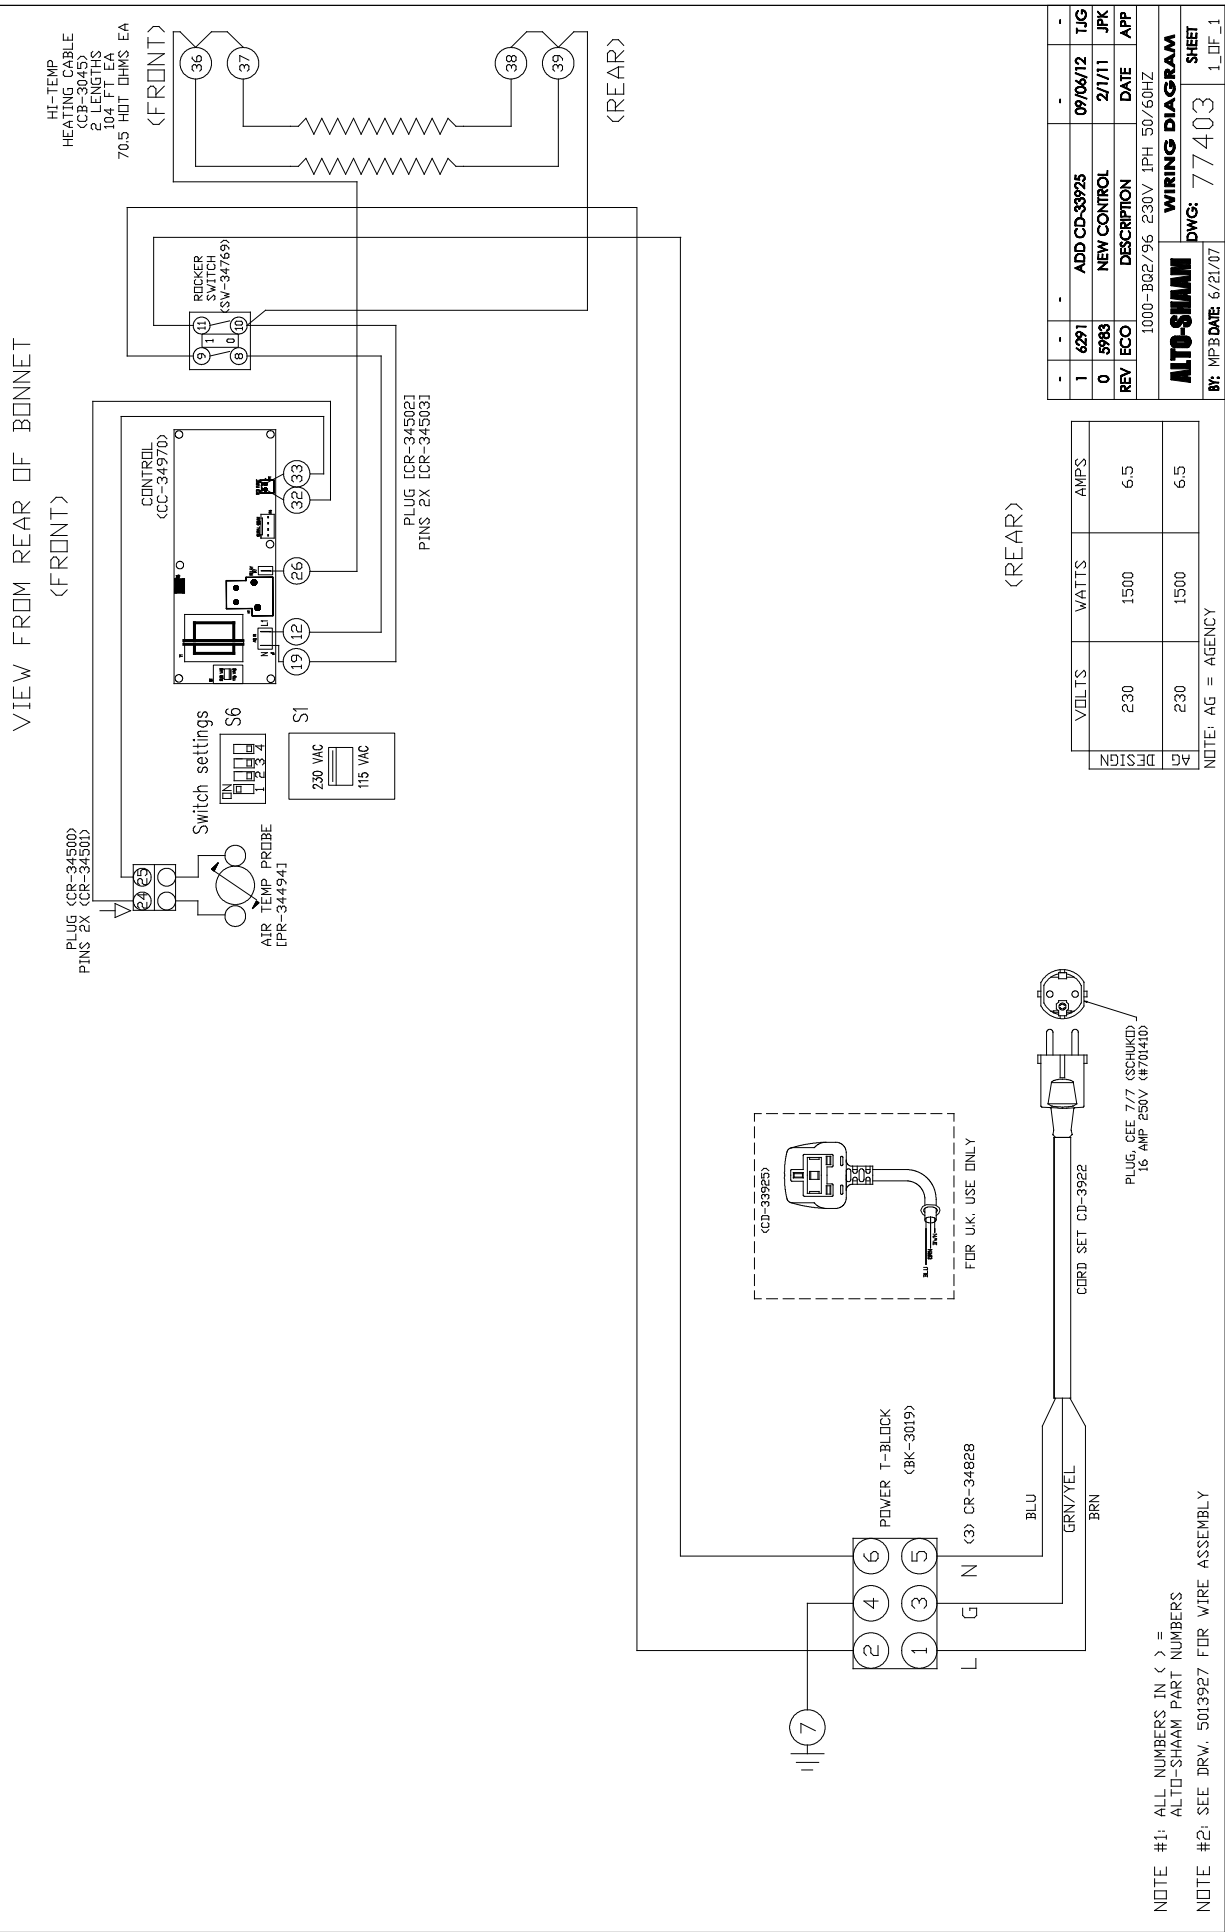 VIEW FROM REAR OF BONNET
(FRONT)
HI-TEMP
HEATING CABLE
(CB-3045)
2 LENGTHS
104 FT EA
70.5 HOT OHMS EA
(FRONT)
36
37
38
39
(REAR)
ROCKER
SWITCH
(SW-34769)
11
10
9
8
1
0
CONTROL
(CC-34970)
N
L1
19
12
26
32
33
PLUG [CR-34502]
PINS 2X [CR-34503]
PLUG (CR-34500)
PINS 2X (CR-34501)
24
25
AIR TEMP PROBE
[PR-34494]
Switch settings
S6
ON
1 2 3 4
S1
230 VAC
115 VAC
(REAR)
POWER T-BLOCK
(BK-3019)
2 4 6
1 3 5
L G N
(3) CR-34828
7
BLU
GRN/YEL
BRN
CORD SET CD-3922
PLUG, CEE 7/7 (SCHUKO)
16 AMP 250V (#701410)
(CD-33925)
BLU
BRN
FOR U.K. USE ONLY
VOLTS WATTS AMPS
DESIGN 230 1500 6.5
AG 230 1500 6.5
NOTE: AG = AGENCY
NOTE #1: ALL NUMBERS IN ( ) =
ALTO-SHAAM PART NUMBERS
NOTE #2: SEE DRW. 5013927 FOR WIRE ASSEMBLY
- - - -
1 6291 ADD CD-33925 09/06/12 TJG
0 5983 NEW CONTROL 2/1/11 JPK
REV ECO DESCRIPTION DATE APP
1000-BQ2/96 230V 1PH 50/60HZ
ALTO-SHAAM
WIRING DIAGRAM
BY: MPB DATE: 6/21/07
DWG: 77403
SHEET
1_OF_1